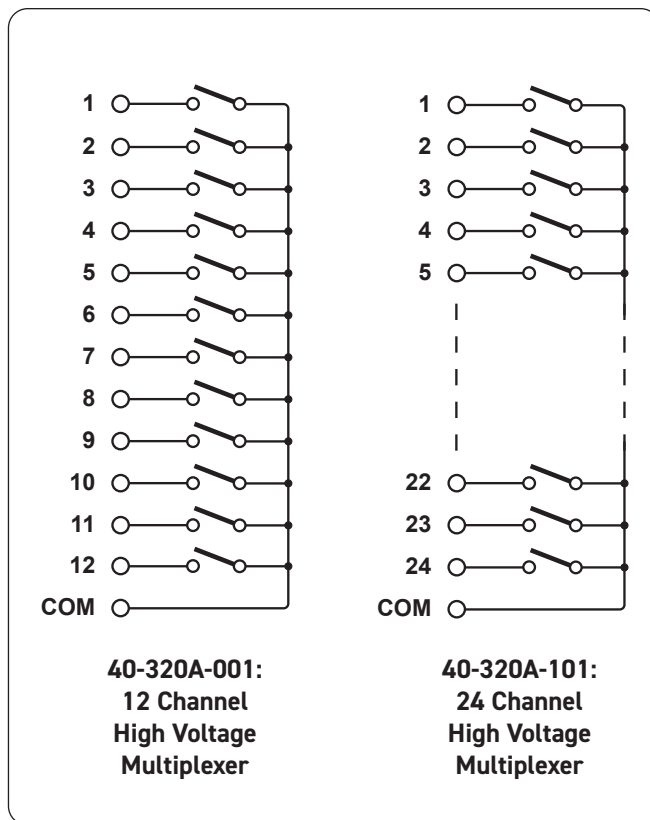 1
2
3
4
5
6
7
8
9
10
11
12
COM
40-320A-001:
12 Channel
High Voltage
Multiplexer
1
2
3
4
5
22
23
24
COM
40-320A-101:
24 Channel
High Voltage
Multiplexer